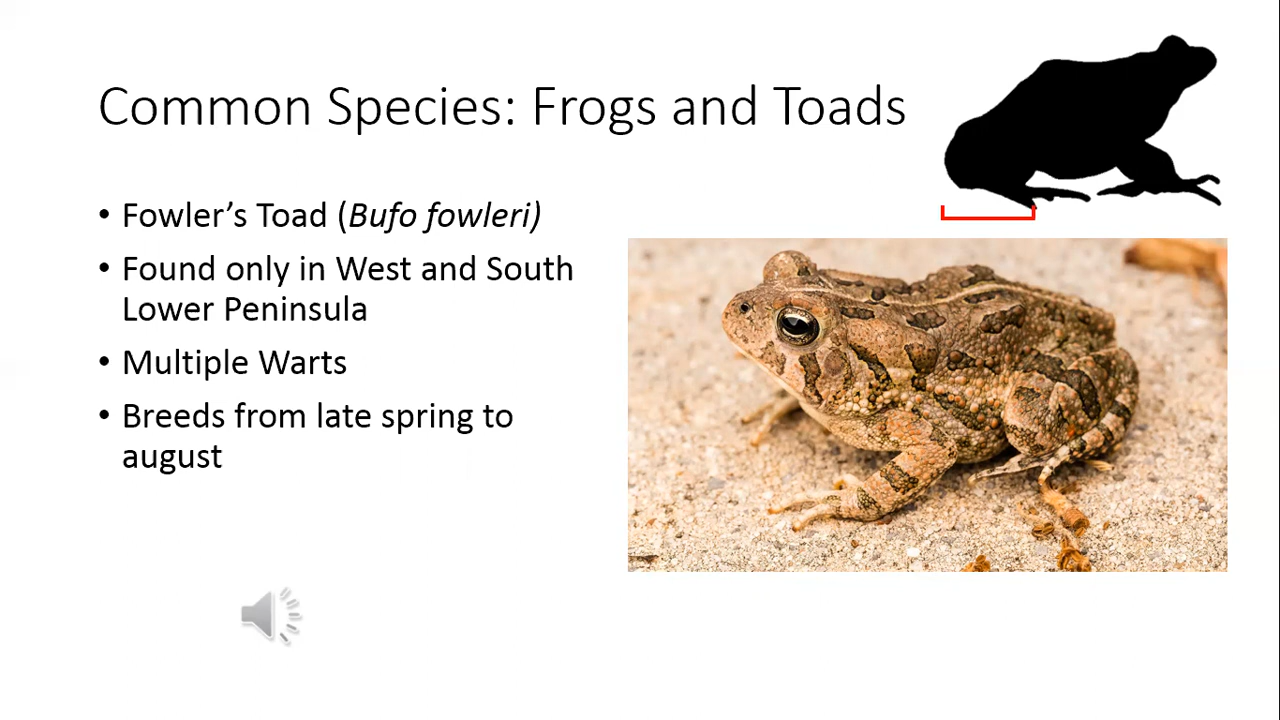 Common Species: Frogs and Toads
• Fowler’s Toad (Bufo fowleri)
• Found only in West and South
Lower Peninsula
• Multiple Warts
• Breeds from late spring to
august